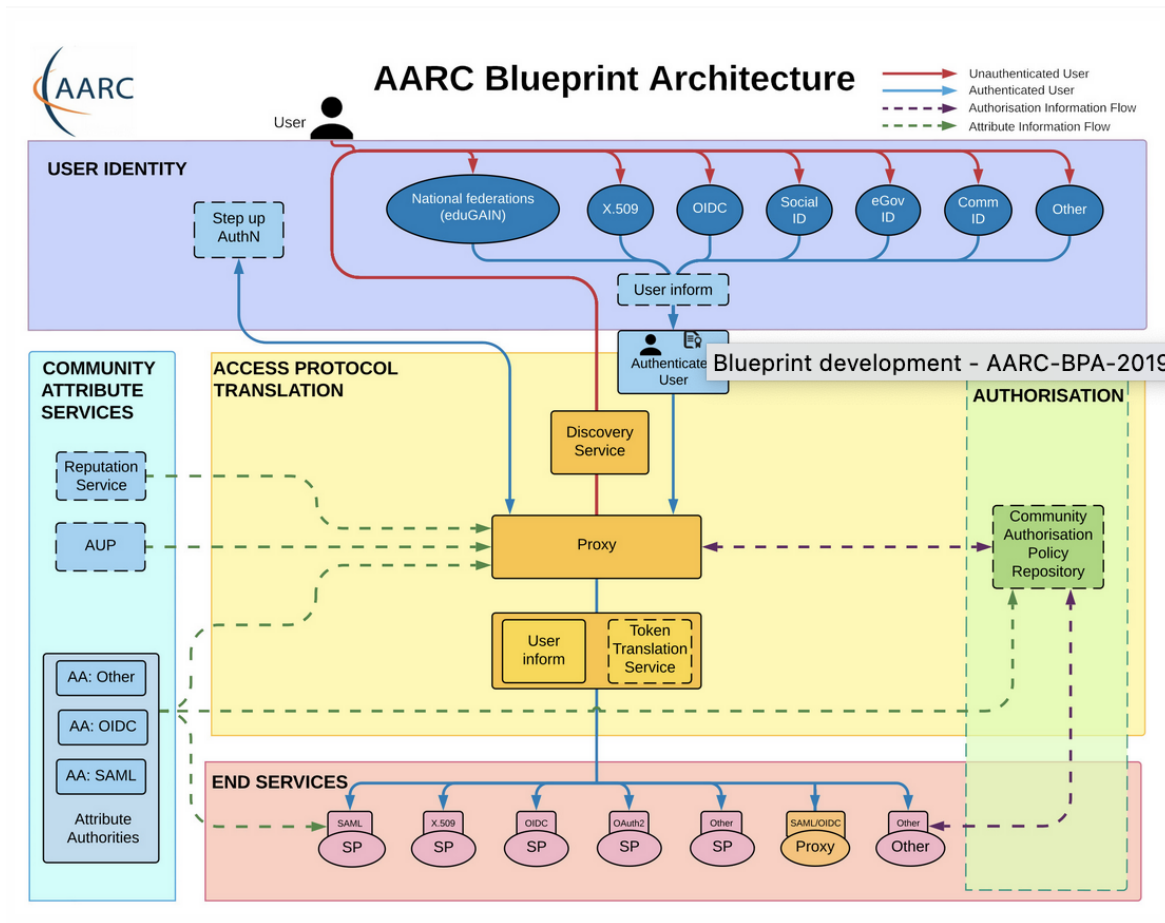 AARC
AARC Blueprint Architecture
Unauthenticated User
Authenticated User
Authorisation Information Flow
Attribute Information Flow
User
USER IDENTITY
Step up
AuthN
National federations
(eduGAIN)
X.509
OIDC
Social
ID
eGov
ID
Comm
ID
Other
User inform
Authenticate
User
Blueprint development - AARC-BPA-2019
COMMUNITY
ATTRIBUTE
SERVICES
ACCESS PROTOCOL
TRANSLATION
AUTHORISATION
Reputation
Service
AUP
Discovery
Service
Proxy
Community
Authorisation
Policy
Repository
User
inform
Token
Translation
Service
AA: Other
AA: OIDC
AA: SAML
Attribute
Authorities
END SERVICES
SAML
SP
X.509
SP
OIDC
SP
OAuth2
SP
Other
SP
SAML/OIDC
Proxy
Other
Other